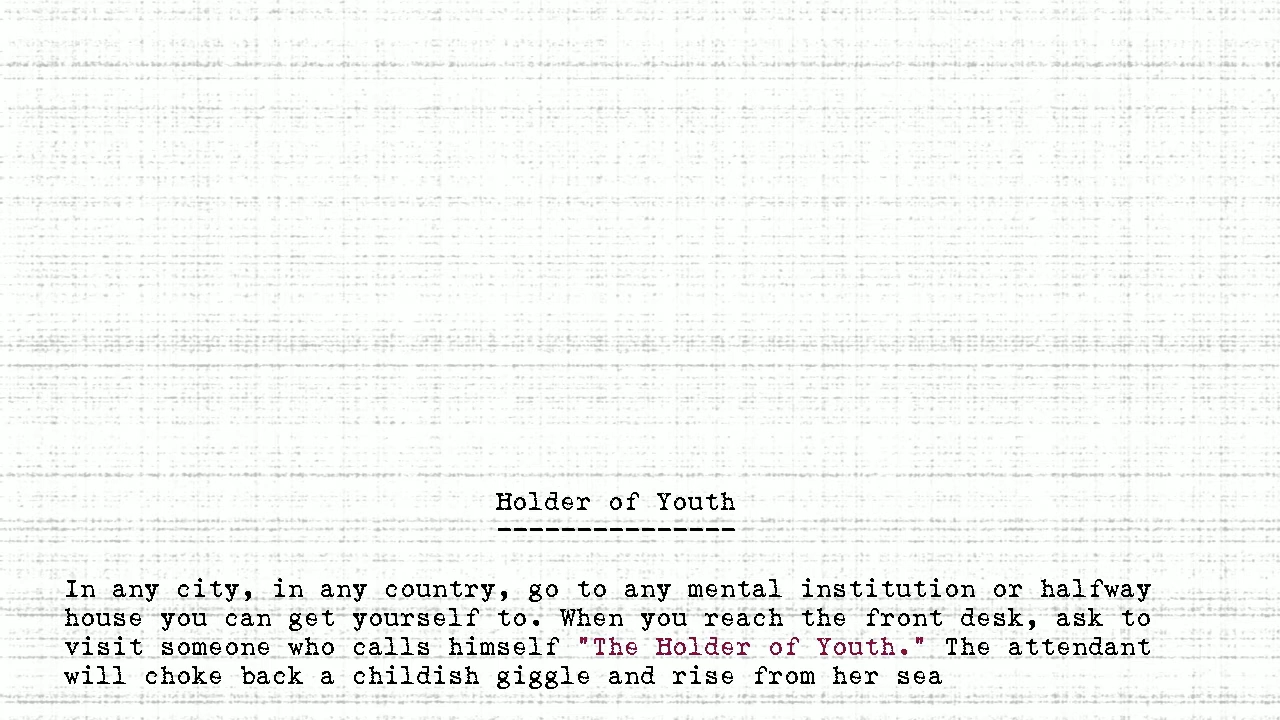 Holder of Youth
---------------
In any city, in any country, go to any mental institution or halfway
house you can get yourself to. When you reach the front desk, ask to
visit someone who calls himself "The Holder of Youth." The attendant
will choke back a childish giggle and rise from her sea